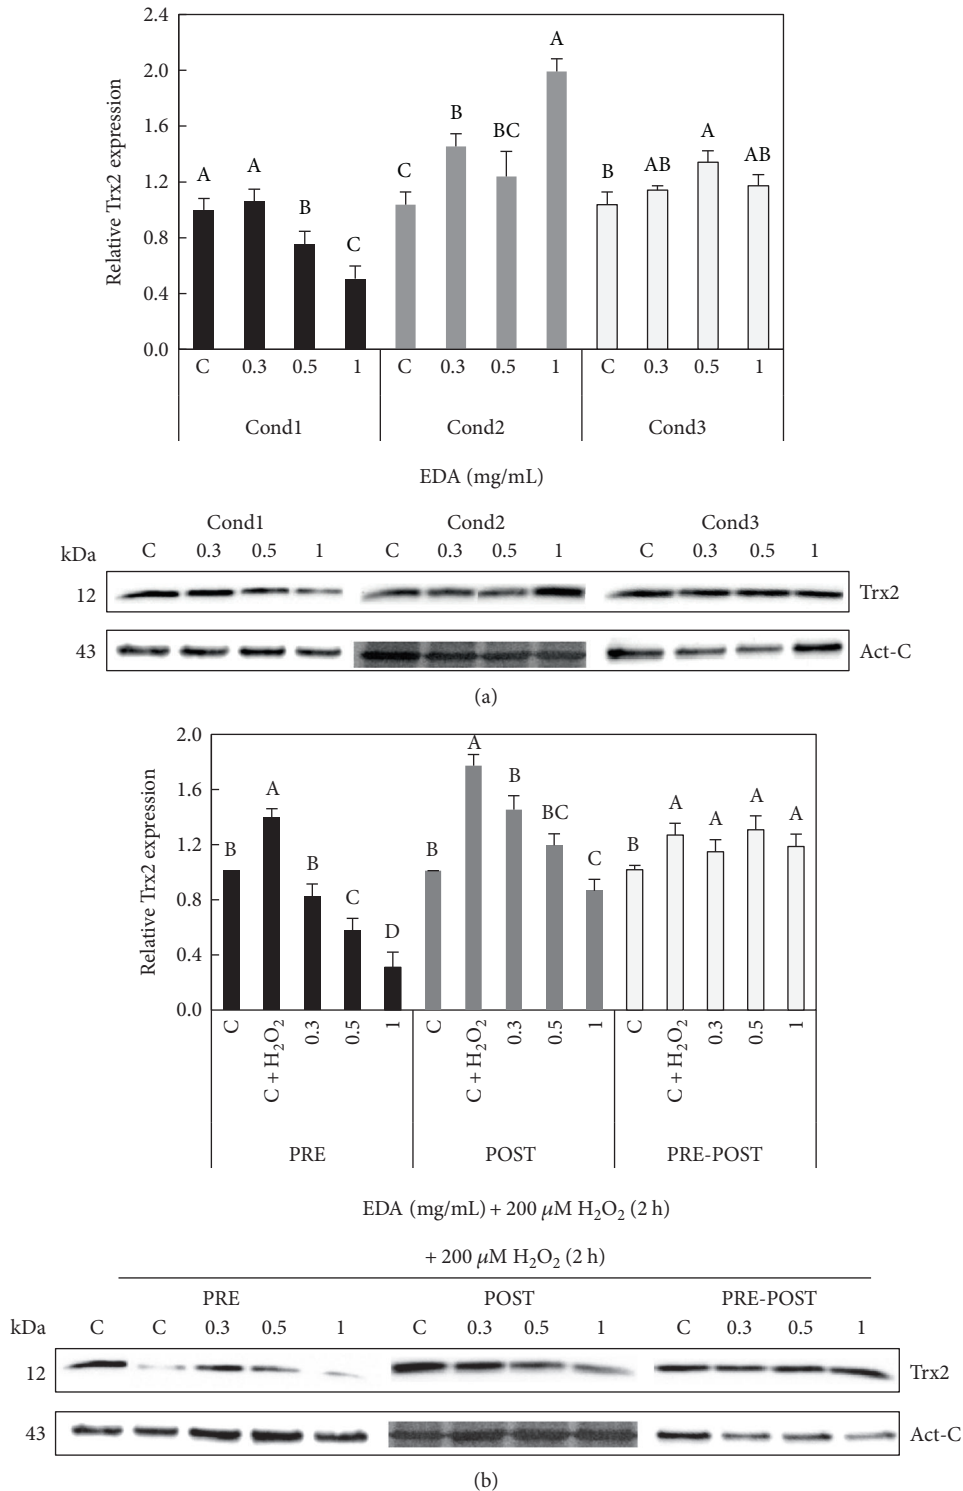 2.4
A
2.0
B
1.6
BC
A
A
A
C
AB
AB
1.2
B
B
C
0.8
0.4
0.0
Relative Trx2 expression
C 0.3 0.5 1 C 0.3 0.5 1 C 0.3 0.5 1
Cond1 Cond2 Cond3
EDA (mg/mL)
Cond1 Cond2 Cond3
kDa C 0.3 0.5 1 C 0.3 0.5 1 C 0.3 0.5 1
12 Trx2
43 Act-C
(a)
2.0
A
1.6
A
B
BC
A
A
A
A
B
B
B
B
C
1.2
C
D
0.8
0.4
0.0
Relative Trx2 expression
C C + H₂O₂ 0.3 0.5 1 C C + H₂O₂ 0.3 0.5 1 C C + H₂O₂ 0.3 0.5 1
PRE POST PRE-POST
EDA (mg/mL) + 200 μM H₂O₂ (2 h)
+ 200 μM H₂O₂ (2 h)
PRE POST PRE-POST
kDa C C 0.3 0.5 1 C 0.3 0.5 1 C 0.3 0.5 1
12 Trx2
43 Act-C
(b)